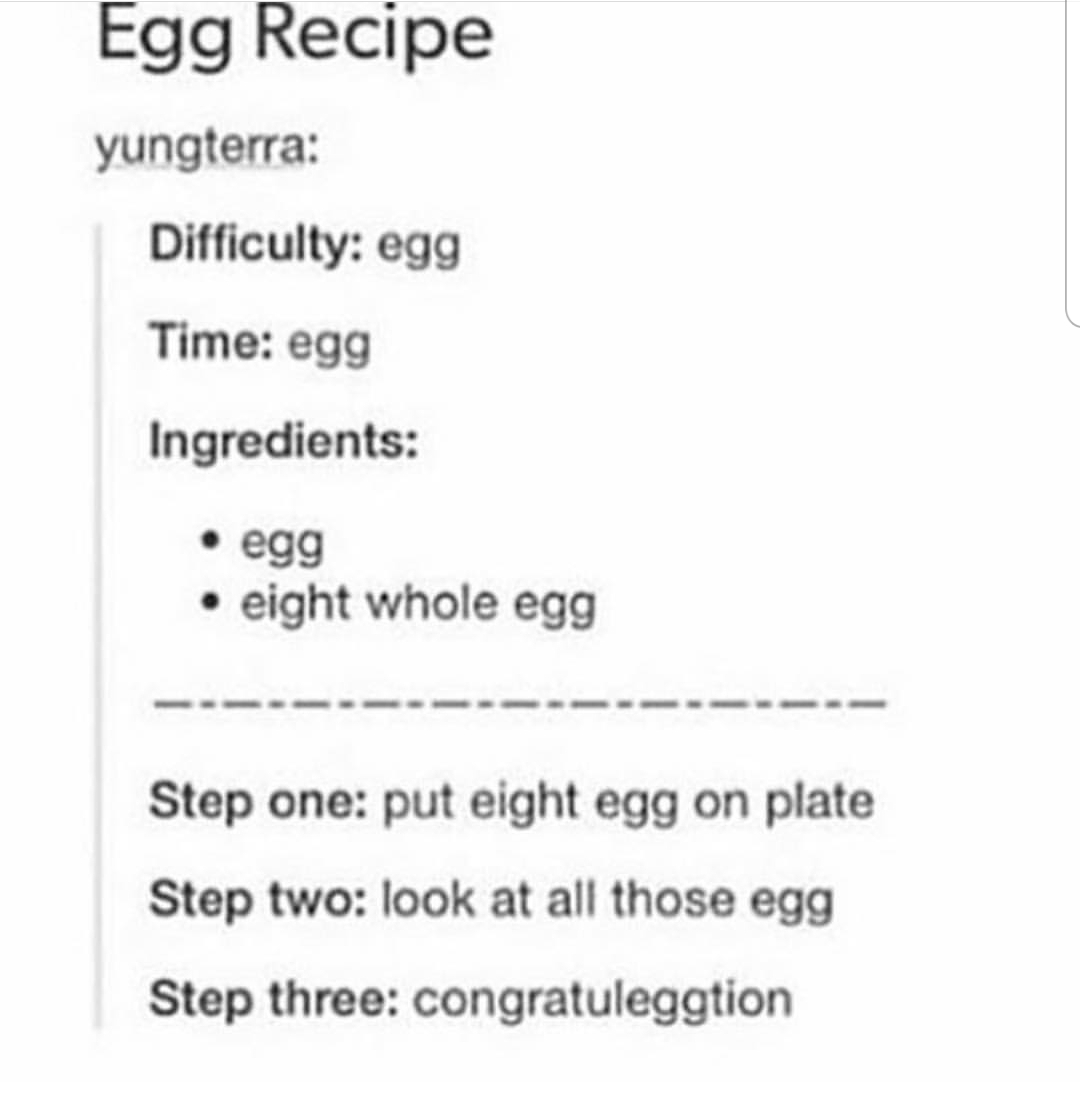 Egg Recipe
yungterra:
Difficulty: egg
Time: egg
Ingredients:
• egg
• eight whole egg
—-—-—-—-—-—-—-—-—-—-—
Step one: put eight egg on plate
Step two: look at all those egg
Step three: congratuleggtion